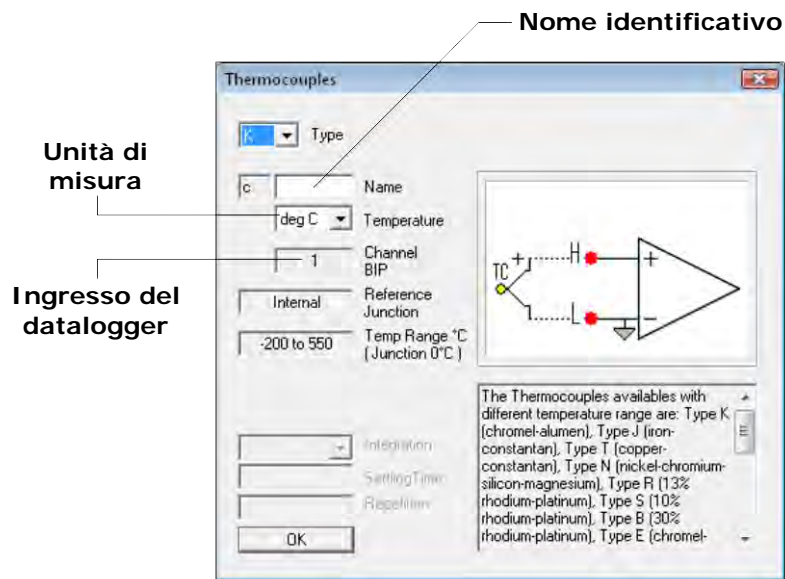 Nome identificativo
Thermocouples
K Type
Unità di
misura
c Name
deg C Temperature
1 Channel
BIP
Ingresso del
datalogger
Internal Reference
Junction
-200 to 550 Temp Range °C
( Junction 0°C )
TC + H +
L −
The Thermocouples availables with
different temperature range are: Type K
(chromel-alumen), Type J (iron-
constantan), Type T (copper-
constantan), Type N (nickel-chromium-
silicon-magnesium), Type R (13%
rhodium-platinum), Type S (10%
rhodium-platinum), Type B (30%
rhodium-platinum), Type E (chromel-
Integration
SettlingTime
Repetition
OK